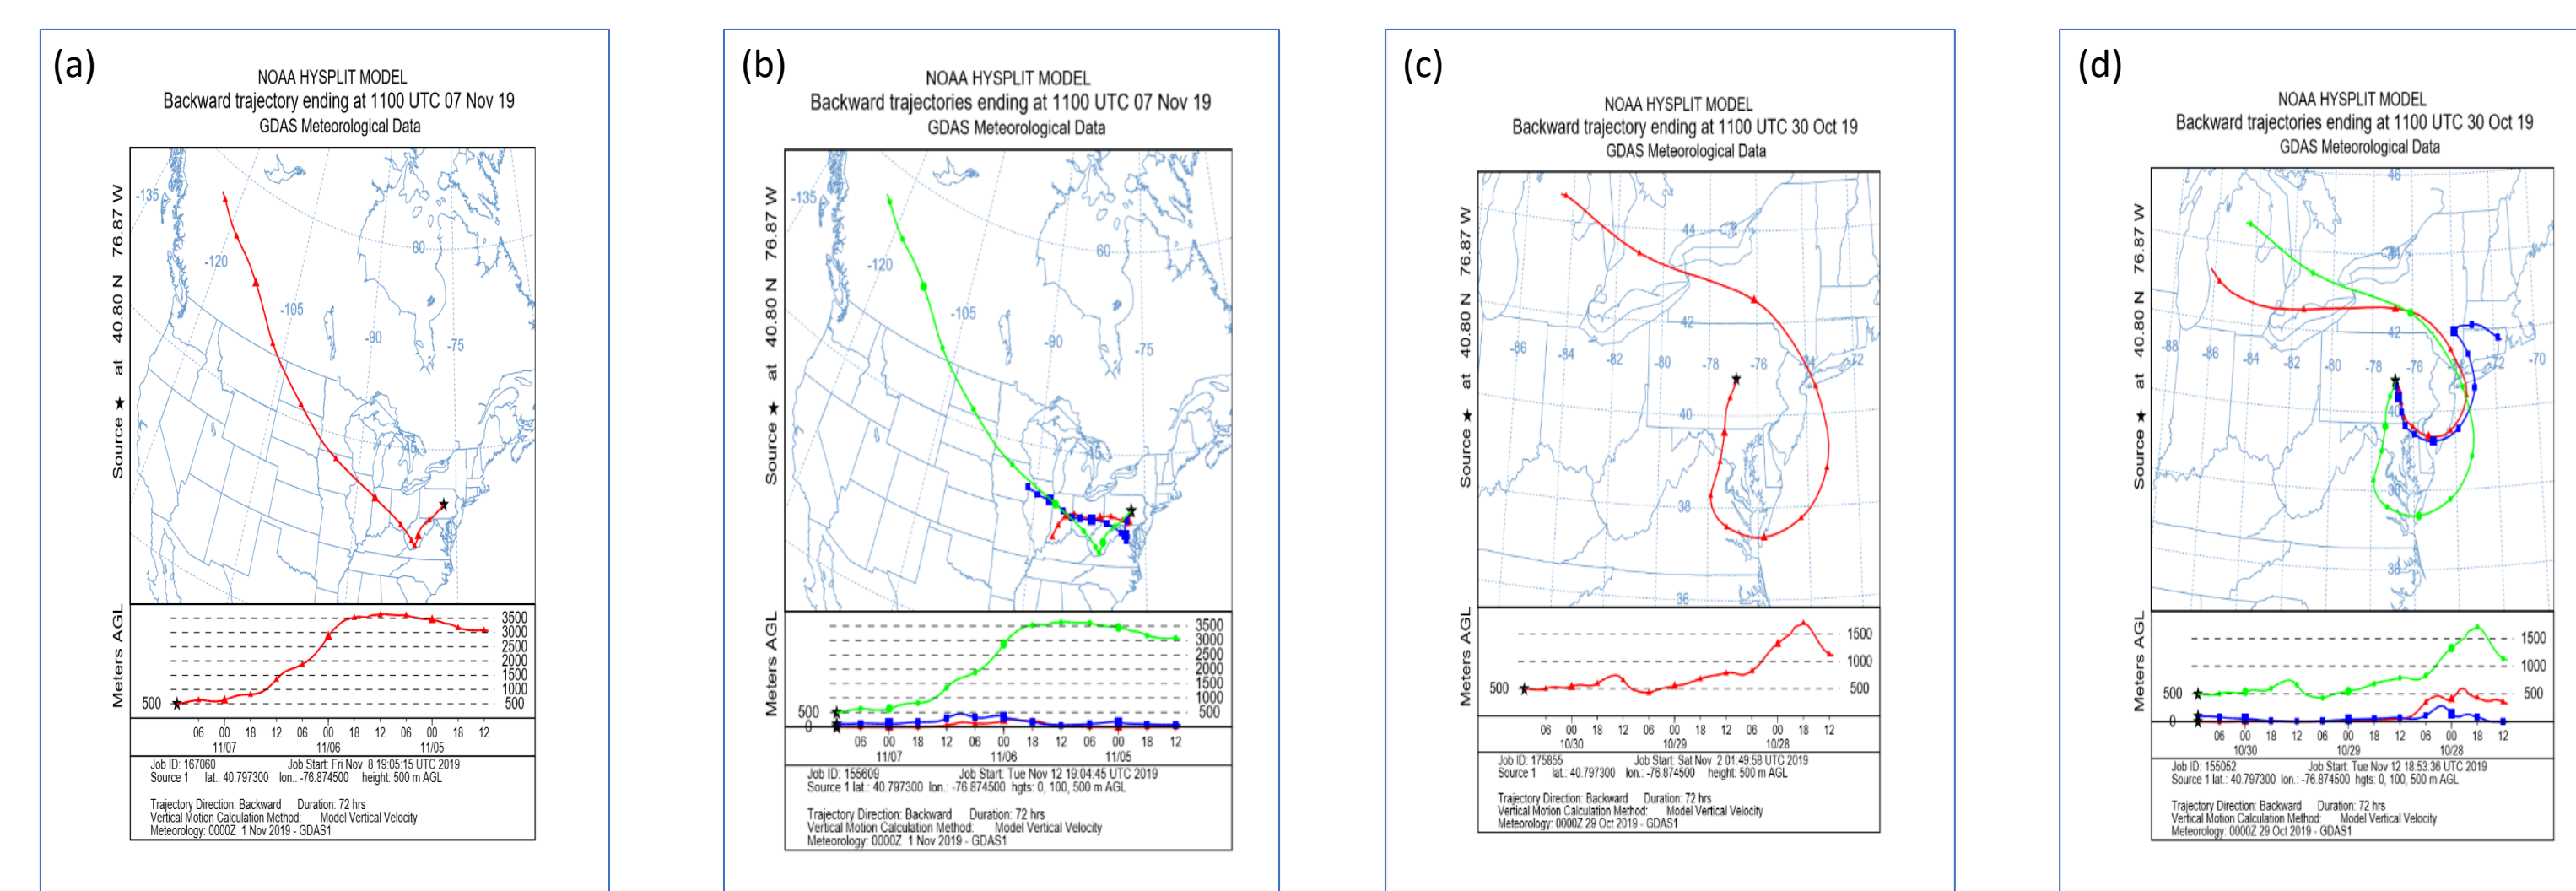 (a)
NOAA HYSPLIT MODEL
Backward trajectory ending at 1100 UTC 07 Nov 19
GDAS Meteorological Data
Source ★ at 40.80 N 76.87 W
-135
-120
-105
-90
-75
60
45
Meters AGL
3500
3000
2500
2000
1500
1000
500
500
06 00 18 12 06 00 18 12 06 00 18 12
11/07 11/06 11/05
Job ID: 167060 Job Start: Fri Nov 8 19:05:15 UTC 2019
Source 1 lat.: 40.797300 lon.: -76.874500 height: 500 m AGL
Trajectory Direction: Backward Duration: 72 hrs
Vertical Motion Calculation Method: Model Vertical Velocity
Meteorology: 0000Z 1 Nov 2019 - GDAS1
(b)
NOAA HYSPLIT MODEL
Backward trajectories ending at 1100 UTC 07 Nov 19
GDAS Meteorological Data
Source ★ at 40.80 N 76.87 W
-135
-120
-105
-90
-75
60
45
Meters AGL
3500
3000
2500
2000
1500
1000
500
500
0
06 00 18 12 06 00 18 12 06 00 18 12
11/07 11/06 11/05
Job ID: 155609 Job Start: Tue Nov 12 19:04:45 UTC 2019
Source 1 lat.: 40.797300 lon.: -76.874500 hgts: 0, 100, 500 m AGL
Trajectory Direction: Backward Duration: 72 hrs
Vertical Motion Calculation Method: Model Vertical Velocity
Meteorology: 0000Z 1 Nov 2019 - GDAS1
(c)
NOAA HYSPLIT MODEL
Backward trajectory ending at 1100 UTC 30 Oct 19
GDAS Meteorological Data
Source ★ at 40.80 N 76.87 W
44
42
-86 -84 -82 -80 -78 -76 -74 -72
40
38
36
Meters AGL
1500
1000
500
500
06 00 18 12 06 00 18 12 06 00 18 12
10/30 10/29 10/28
Job ID: 175855 Job Start: Sat Nov 2 01:49:58 UTC 2019
Source 1 lat.: 40.797300 lon.: -76.874500 height: 500 m AGL
Trajectory Direction: Backward Duration: 72 hrs
Vertical Motion Calculation Method: Model Vertical Velocity
Meteorology: 0000Z 29 Oct 2019 - GDAS1
(d)
NOAA HYSPLIT MODEL
Backward trajectories ending at 1100 UTC 30 Oct 19
GDAS Meteorological Data
Source ★ at 40.80 N 76.87 W
46
44
42
-88 -86 -84 -82 -80 -78 -76 -72 -70
40
38
36
Meters AGL
1500
1000
500
500
0
06 00 18 12 06 00 18 12 06 00 18 12
10/30 10/29 10/28
Job ID: 155052 Job Start: Tue Nov 12 18:53:36 UTC 2019
Source 1 lat.: 40.797300 lon.: -76.874500 hgts: 0, 100, 500 m AGL
Trajectory Direction: Backward Duration: 72 hrs
Vertical Motion Calculation Method: Model Vertical Velocity
Meteorology: 0000Z 29 Oct 2019 - GDAS1